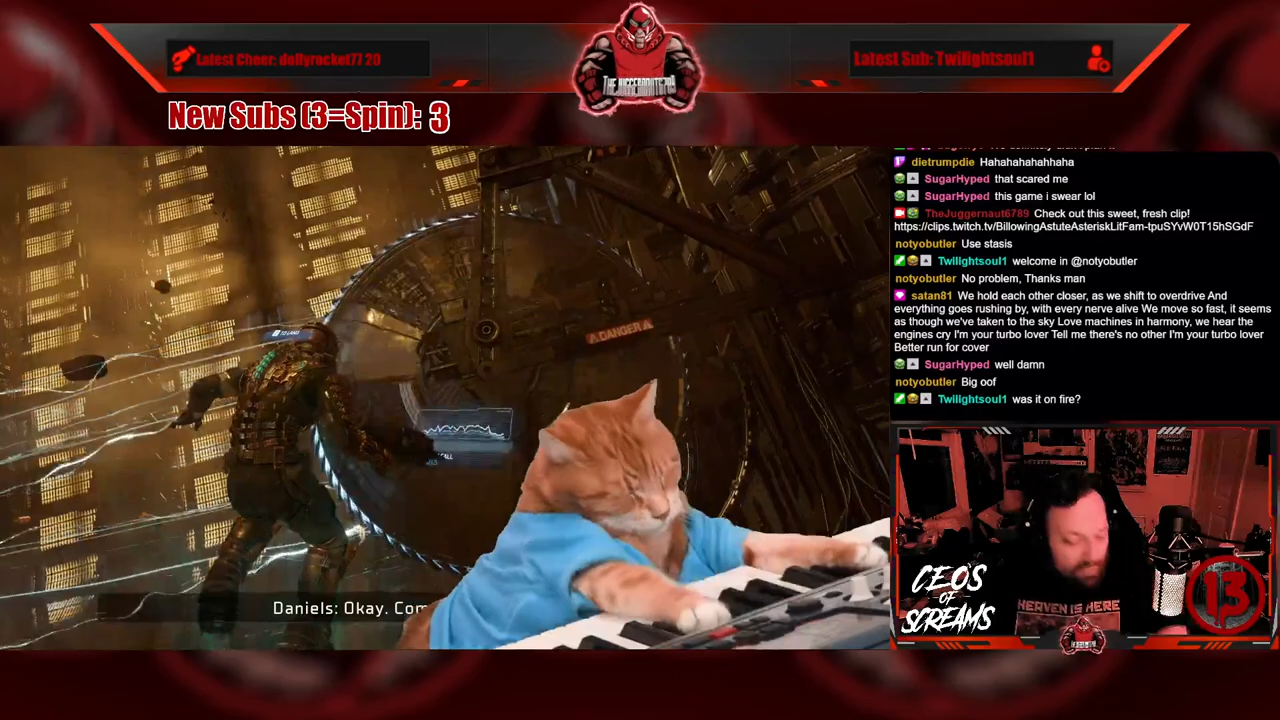 Latest Cheer: dollyrocket77 20
THEJUGGERNAUT6789
Latest Sub: Twilightsoul1
New Subs (3=Spin): 3
dietrumpdie Hahahahahahhaha
SugarHyped that scared me
SugarHyped this game i swear lol
TheJuggernaut6789 Check out this sweet, fresh clip!
https://clips.twitch.tv/BillowingAstuteAsteriskLitFam-tpuSYvW0T15hSGdF
notyobutler Use stasis
Twilightsoul1 welcome in @notyobutler
notyobutler No problem, Thanks man
satan81 We hold each other closer, as we shift to overdrive And
everything goes rushing by, with every nerve alive We move so fast, it seems
as though we've taken to the sky Love machines in harmony, we hear the
engines cry I'm your turbo lover Tell me there's no other I'm your turbo lover
Better run for cover
SugarHyped well damn
notyobutler Big oof
Twilightsoul1 was it on fire?
TO LAND
DANGER
Daniels: Okay. Com
CEOS
OF
SCREAMS
HERVEN IS HERE
13